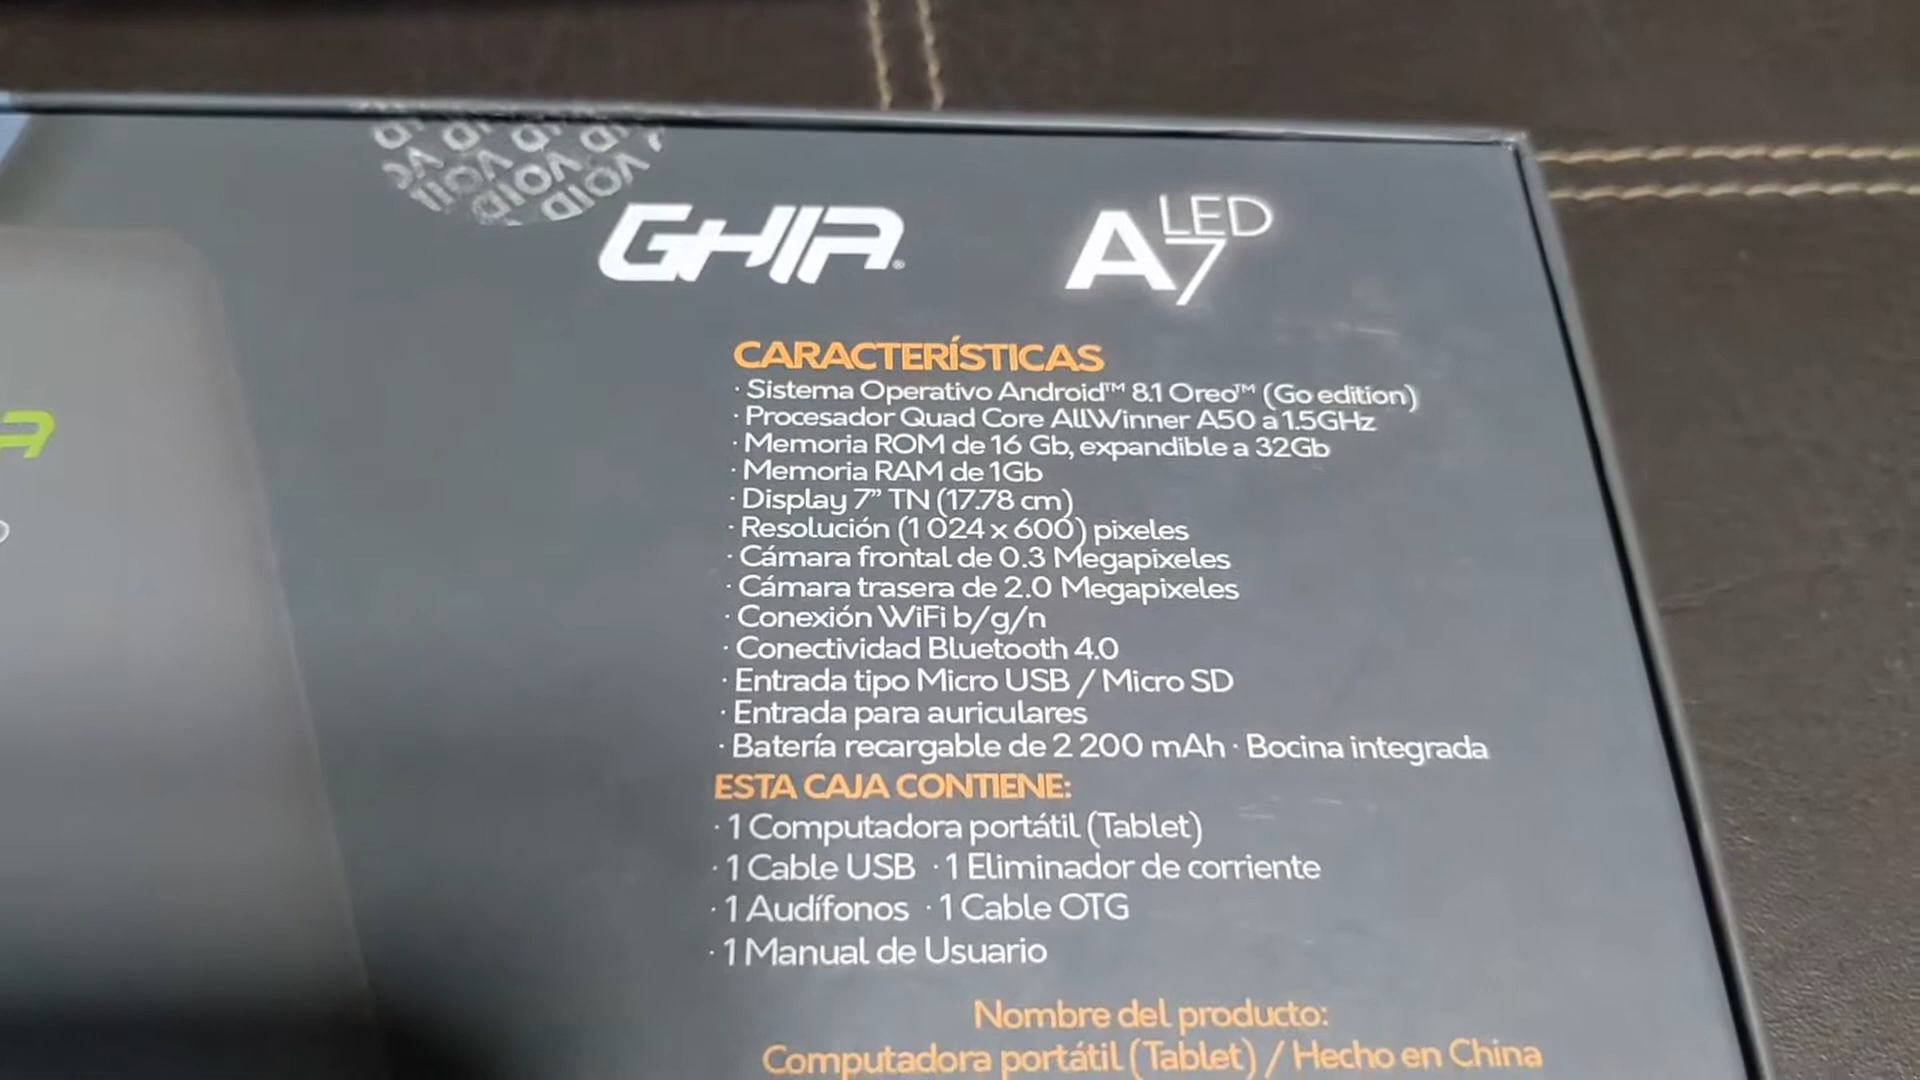 VOID VOID VOID
GHIA®
A7 LED
CARACTERÍSTICAS
· Sistema Operativo Android™ 8.1 Oreo™ (Go edition)
· Procesador Quad Core AllWinner A50 a 1.5GHz
· Memoria ROM de 16 Gb, expandible a 32Gb
· Memoria RAM de 1Gb
· Display 7” TN (17.78 cm)
· Resolución (1 024 x 600) pixeles
· Cámara frontal de 0.3 Megapixeles
· Cámara trasera de 2.0 Megapixeles
· Conexión WiFi b/g/n
· Conectividad Bluetooth 4.0
· Entrada tipo Micro USB / Micro SD
· Entrada para auriculares
· Batería recargable de 2 200 mAh · Bocina integrada
ESTA CAJA CONTIENE:
· 1 Computadora portátil (Tablet)
· 1 Cable USB · 1 Eliminador de corriente
· 1 Audífonos · 1 Cable OTG
· 1 Manual de Usuario
Nombre del producto:
Computadora portátil (Tablet) / Hecho en China